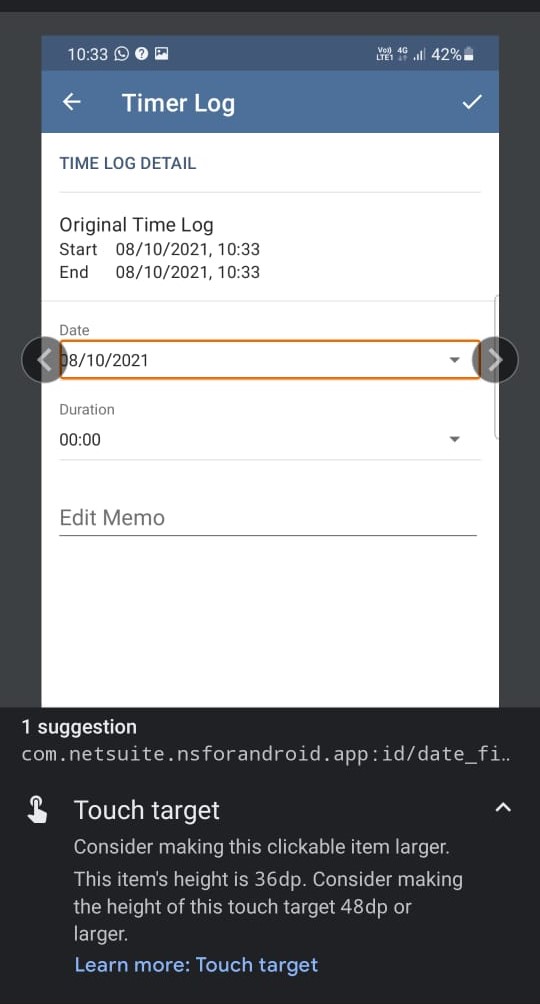 10:33 Vo)) LTE1 4G 42%
Timer Log
TIME LOG DETAIL
Original Time Log
Start 08/10/2021, 10:33
End 08/10/2021, 10:33
Date
08/10/2021
Duration
00:00
Edit Memo
1 suggestion
com.netsuite.nsforandroid.app:id/date_fi..
Touch target
Consider making this clickable item larger.
This item's height is 36dp. Consider making
the height of this touch target 48dp or
larger.
Learn more: Touch target